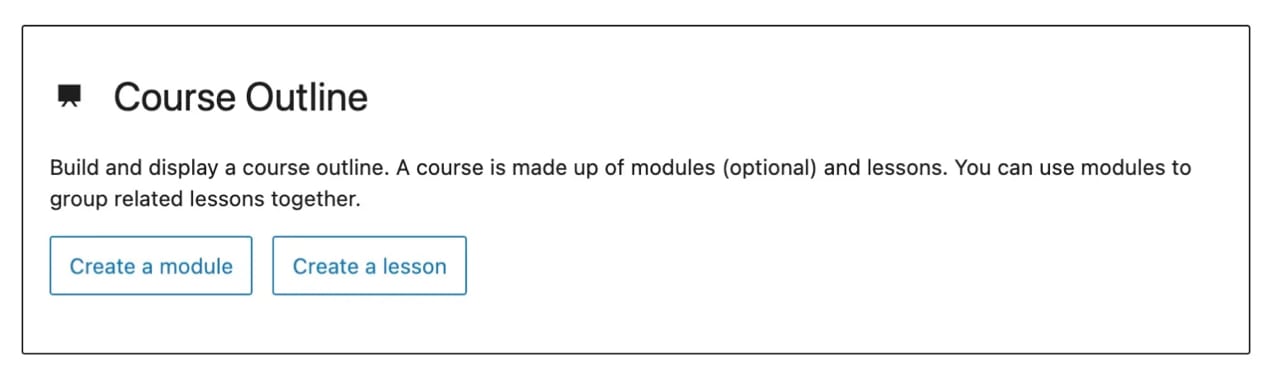 Course Outline
Build and display a course outline. A course is made up of modules (optional) and lessons. You can use modules to
group related lessons together.
Create a module
Create a lesson